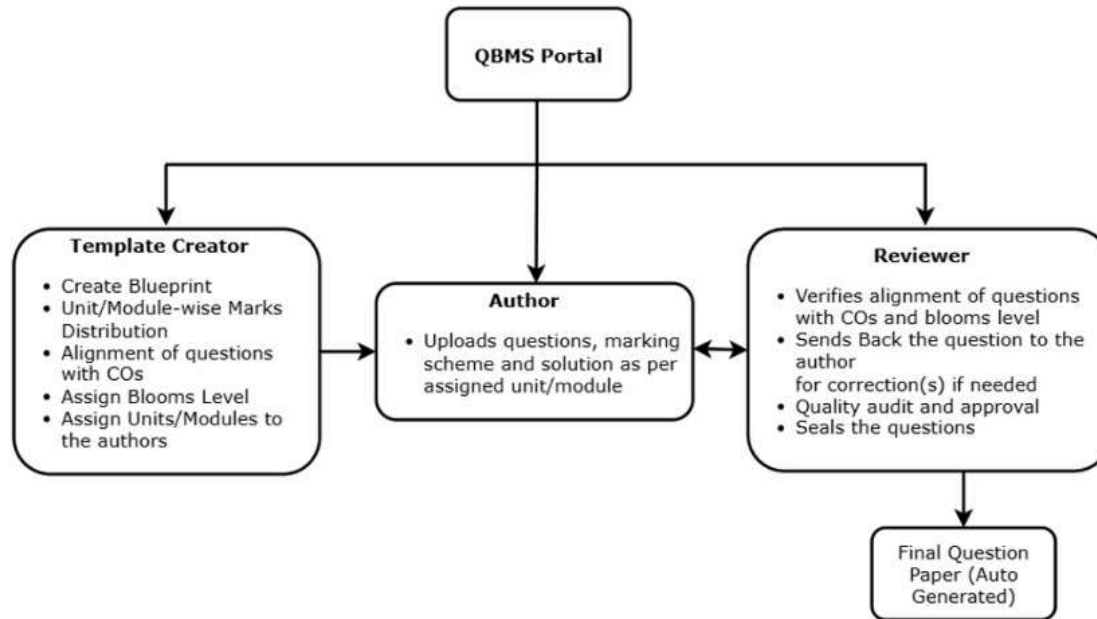 QBMS Portal
Template Creator
• Create Blueprint
• Unit/Module-wise Marks
Distribution
• Alignment of questions
with COs
• Assign Blooms Level
• Assign Units/Modules to
the authors
Author
• Uploads questions, marking
scheme and solution as per
assigned unit/module
Reviewer
• Verifies alignment of questions
with COs and blooms level
• Sends Back the question to the
author
for correction(s) if needed
• Quality audit and approval
• Seals the questions
Final Question
Paper (Auto
Generated)